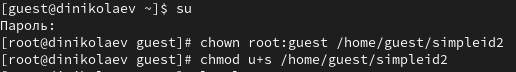 [guest@dinikolaev ~]$ su
Пароль:
[root@dinikolaev guest]# chown root:guest /home/guest/simpleid2
[root@dinikolaev guest]# chmod u+s /home/guest/simpleid2